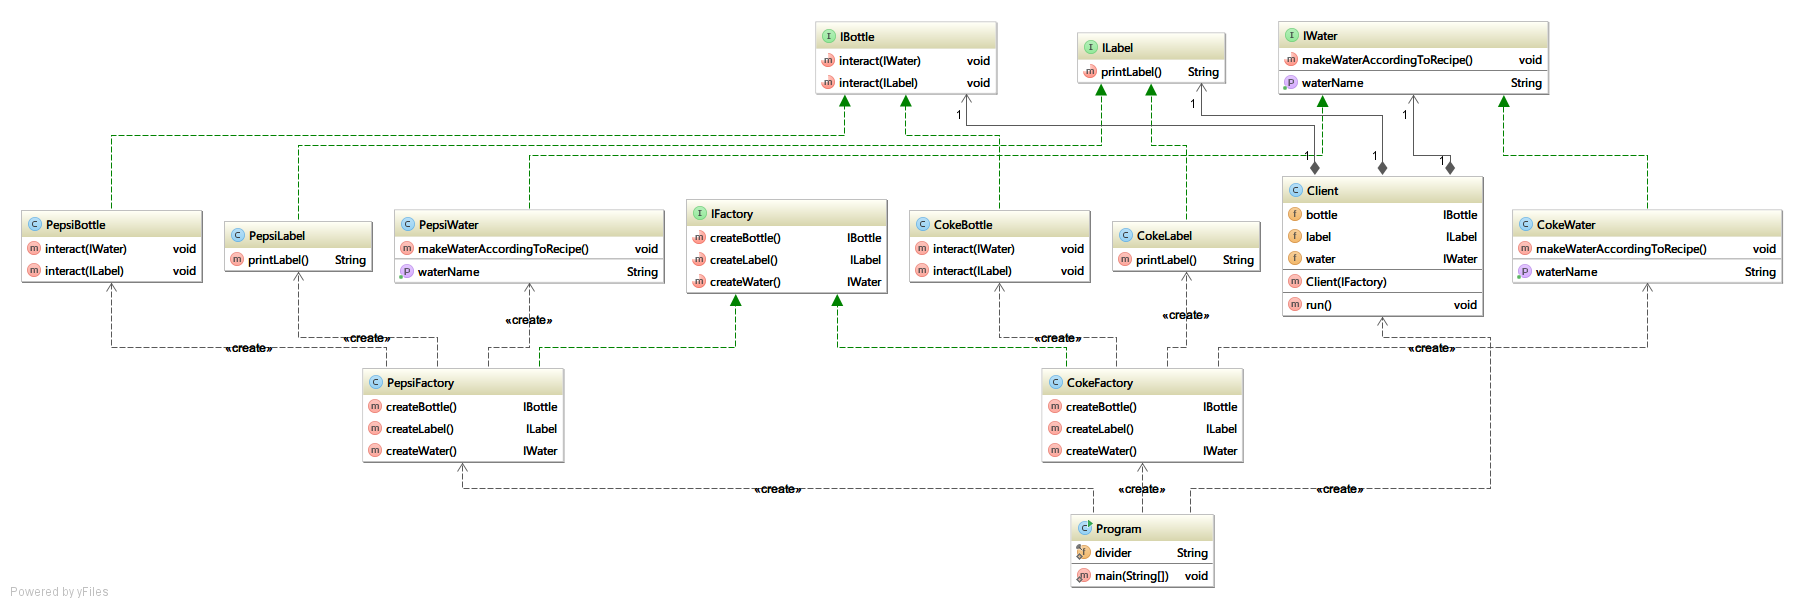 IBottle
interact(IWater) void
interact(ILabel) void
ILabel
printLabel() String
IWater
makeWaterAccordingToRecipe() void
waterName String
1
1
1
1
1
1
PepsiBottle
interact(IWater) void
interact(ILabel) void
PepsiLabel
printLabel() String
PepsiWater
makeWaterAccordingToRecipe() void
waterName String
IFactory
createBottle() IBottle
createLabel() ILabel
createWater() IWater
CokeBottle
interact(IWater) void
interact(ILabel) void
CokeLabel
printLabel() String
Client
bottle IBottle
label ILabel
water IWater
Client(IFactory)
run() void
CokeWater
makeWaterAccordingToRecipe() void
waterName String
«create»
«create»
«create»
«create»
«create»
«create»
PepsiFactory
createBottle() IBottle
createLabel() ILabel
createWater() IWater
CokeFactory
createBottle() IBottle
createLabel() ILabel
createWater() IWater
«create»
«create»
«create»
Program
divider String
main(String[]) void
Powered by yFiles